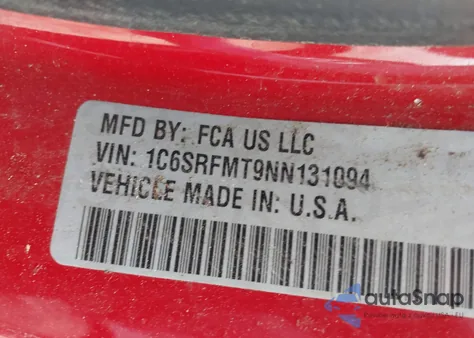 MFD BY: FCA US LLC
VIN: 1C6SRFMT9NN131094
VEHICLE MADE IN: U.S.A.
autoSnap